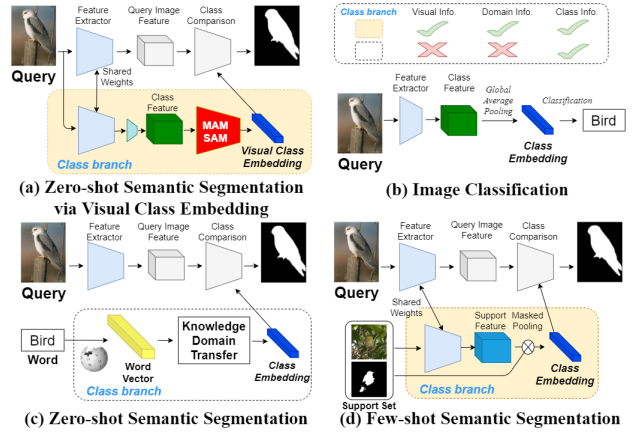 Feature
Extractor
Query Image
Feature
Class
Comparison
Query
Shared
Weights
Class
Feature
MAM
SAM
Class branch
Visual Class
Embedding
(a) Zero-shot Semantic Segmentation
via Visual Class Embedding
Class branch
Visual Info.
Domain Info.
Class Info.
Feature
Extractor
Class
Feature
Global
Average
Pooling
Classification
Bird
Query
Class
Embedding
(b) Image Classification
Feature
Extractor
Query Image
Feature
Class
Comparison
Query
Bird
Word
Word
Vector
Knowledge
Domain
Transfer
Class
Embedding
Class branch
(c) Zero-shot Semantic Segmentation
Feature
Extractor
Query Image
Feature
Class
Comparison
Query
Shared
Weights
Support
Feature
Masked
Pooling
Class
Embedding
Class branch
Support Set
(d) Few-shot Semantic Segmentation